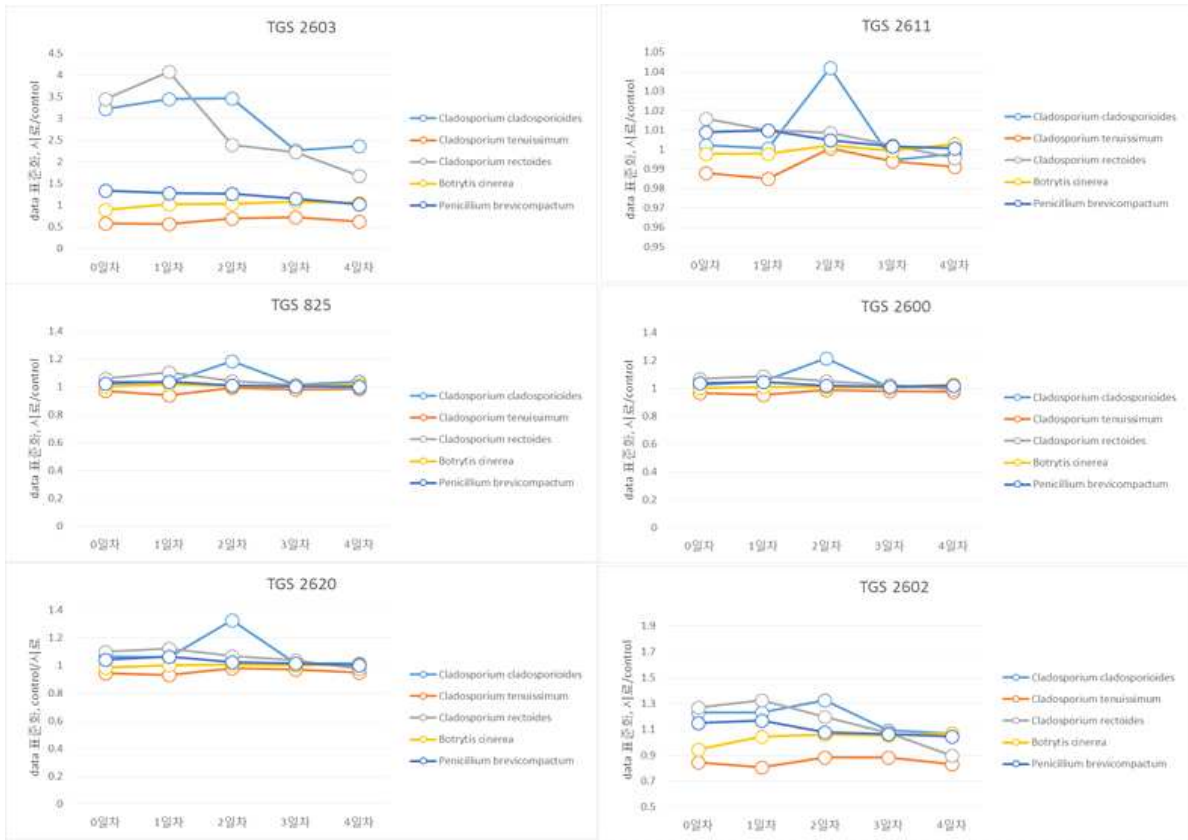 TGS 2603
data 표준화, 시료/control
4.5
4
3.5
3
2.5
2
1.5
1
0.5
0
0일차 1일차 2일차 3일차 4일차
Cladosporium cladosporioides
Cladosporium tenuissimum
Cladosporium rectoides
Botrytis cinerea
Penicillium brevicompactum
TGS 2611
data 표준화, 시료/control
1.05
1.04
1.03
1.02
1.01
1
0.99
0.98
0.97
0.96
0.95
0일차 1일차 2일차 3일차 4일차
Cladosporium cladosporioides
Cladosporium tenuissimum
Cladosporium rectoides
Botrytis cinerea
Penicillium brevicompactum
TGS 825
data 표준화, 시료/control
1.4
1.2
1
0.8
0.6
0.4
0.2
0
0일차 1일차 2일차 3일차 4일차
Cladosporium cladosporioides
Cladosporium tenuissimum
Cladosporium rectoides
Botrytis cinerea
Penicillium brevicompactum
TGS 2600
data 표준화, 시료/control
1.4
1.2
1
0.8
0.6
0.4
0.2
0
0일차 1일차 2일차 3일차 4일차
Cladosporium cladosporioides
Cladosporium tenuissimum
Cladosporium rectoides
Botrytis cinerea
Penicillium brevicompactum
TGS 2620
data 표준화, control/시료
1.4
1.2
1
0.8
0.6
0.4
0.2
0
0일차 1일차 2일차 3일차 4일차
Cladosporium cladosporioides
Cladosporium tenuissimum
Cladosporium rectoides
Botrytis cinerea
Penicillium brevicompactum
TGS 2602
data 표준화, 시료/control
1.9
1.7
1.5
1.3
1.1
0.9
0.7
0.5
0일차 1일차 2일차 3일차 4일차
Cladosporium cladosporioides
Cladosporium tenuissimum
Cladosporium rectoides
Botrytis cinerea
Penicillium brevicompactum